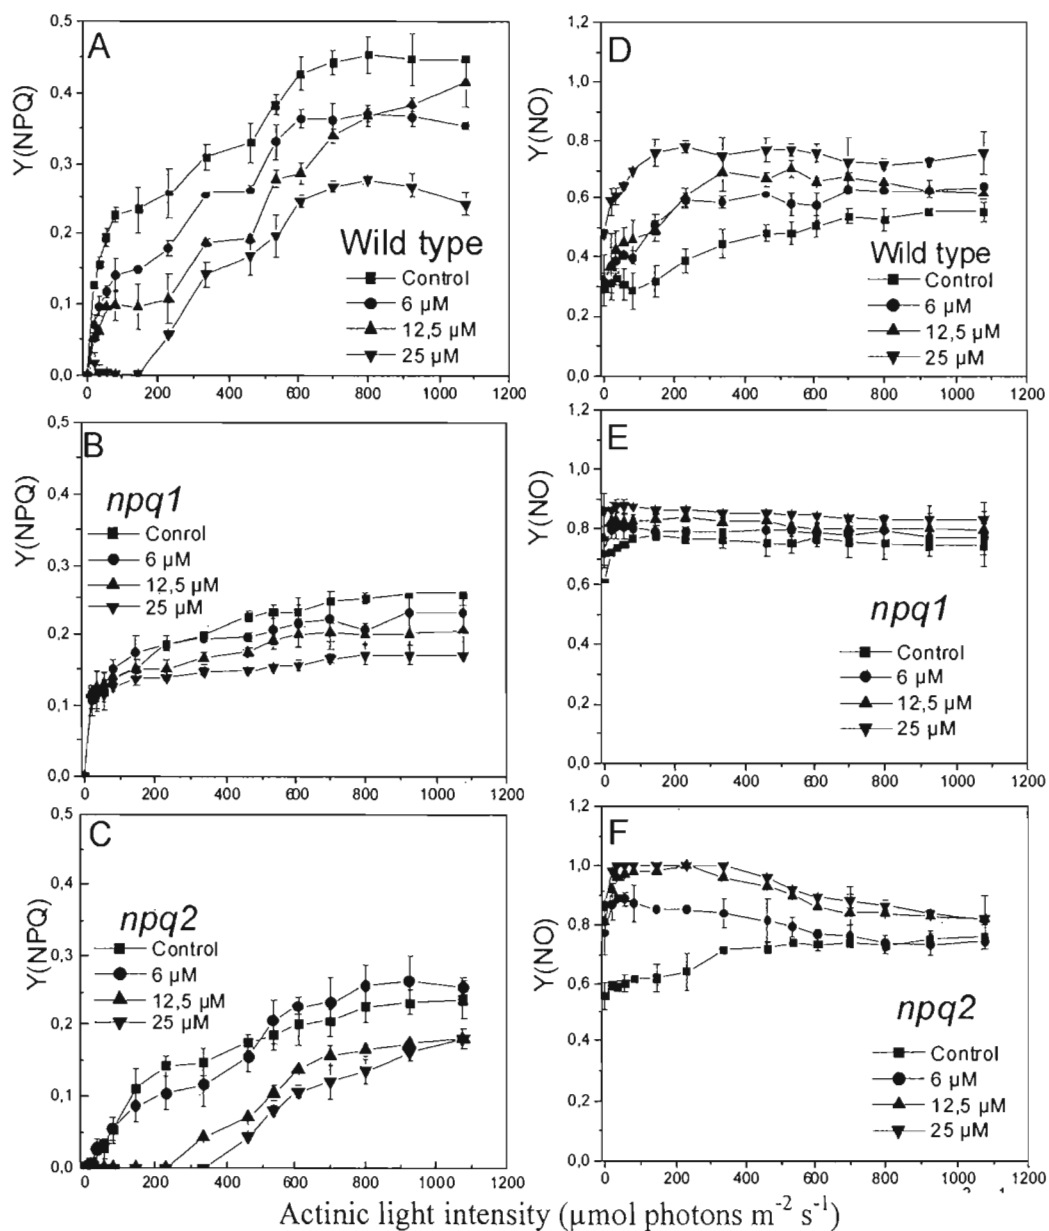 A
Y(NPQ)
0,5
0,4
0,3
0,2
0,1
0,0
Wild type
Control
6 µM
12,5 µM
25 µM
0 200 400 600 800 1000 1200
D
Y(NO)
1,2
1,0
0,8
0,6
0,4
0,2
0,0
Wild type
Control
6 µM
12,5 µM
25 µM
0 200 400 600 800 1000 1200
B
Y(NPQ)
0,5
0,4
0,3
0,2
0,1
0,0
npq1
Conrol
6 µM
12,5 µM
25 µM
0 200 400 600 800 1000 1200
E
Y(NO)
1,2
1,0
0,8
0,6
0,4
0,2
0,0
npq1
Control
6 µM
12,5 µM
25 µM
0 200 400 600 800 1000 1200
C
Y(NPQ)
0,5
0,4
0,3
0,2
0,1
0,0
npq2
Control
6 µM
12,5 µM
25 µM
0 200 400 600 800 1000 1200
F
Y(NO)
1,2
1,0
0,8
0,6
0,4
0,2
0,0
npq2
Control
6 µM
12,5 µM
25 µM
0 200 400 600 800 1000 1200
Actinic light intensity (µmol photons m⁻² s⁻¹)